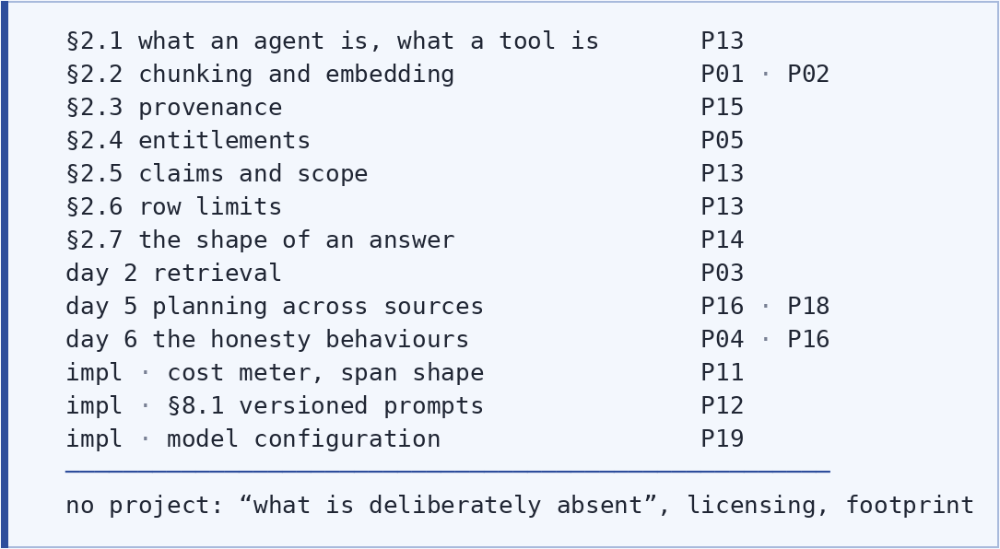 §2.1 what an agent is, what a tool is P13
§2.2 chunking and embedding P01 · P02
§2.3 provenance P15
§2.4 entitlements P05
§2.5 claims and scope P13
§2.6 row limits P13
§2.7 the shape of an answer P14
day 2 retrieval P03
day 5 planning across sources P16 · P18
day 6 the honesty behaviours P04 · P16
impl · cost meter, span shape P11
impl · §8.1 versioned prompts P12
impl · model configuration P19
no project: “what is deliberately absent”, licensing, footprint